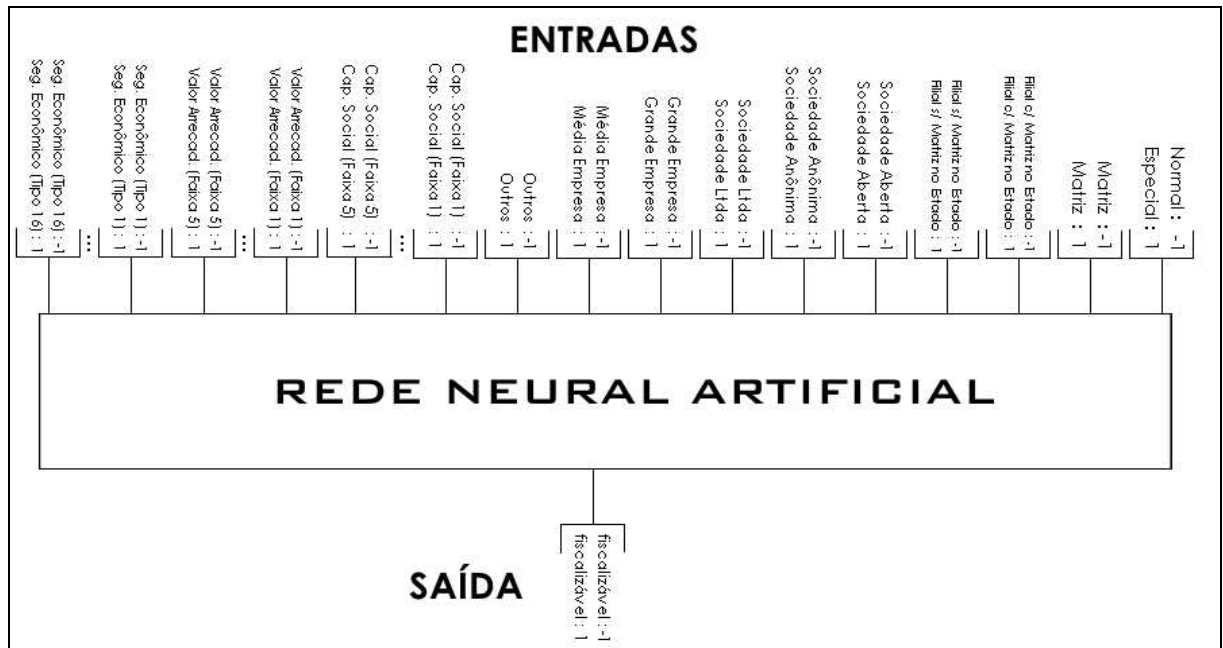 ENTRADAS
Seg. Econômico (Tipo 16) :-1
Seg. Econômico (Tipo 16) : 1
...
Seg. Econômico (Tipo 1) :-1
Seg. Econômico (Tipo 1) : 1
Valor Arrecad. (Faixa 5) :-1
Valor Arrecad. (Faixa 5) : 1
...
Valor Arrecad. (Faixa 1) :-1
Valor Arrecad. (Faixa 1) : 1
Cap. Social (Faixa 5) :-1
Cap. Social (Faixa 5) : 1
...
Cap. Social (Faixa 1) :-1
Cap. Social (Faixa 1) : 1
Outros :-1
Outros : 1
Média Empresa :-1
Média Empresa : 1
Grande Empresa :-1
Grande Empresa : 1
Sociedade Ltda :-1
Sociedade Ltda : 1
Sociedade Anônima :-1
Sociedade Anônima : 1
Sociedade Aberta :-1
Sociedade Aberta : 1
Filial s/ Matriz no Estado :-1
Filial s/ Matriz no Estado : 1
Filial c/ Matriz no Estado :-1
Filial c/ Matriz no Estado : 1
Matriz :-1
Matriz : 1
Normal : -1
Especial : 1
REDE NEURAL ARTIFICIAL
SAÍDA
fiscalizável :-1
fiscalizável : 1